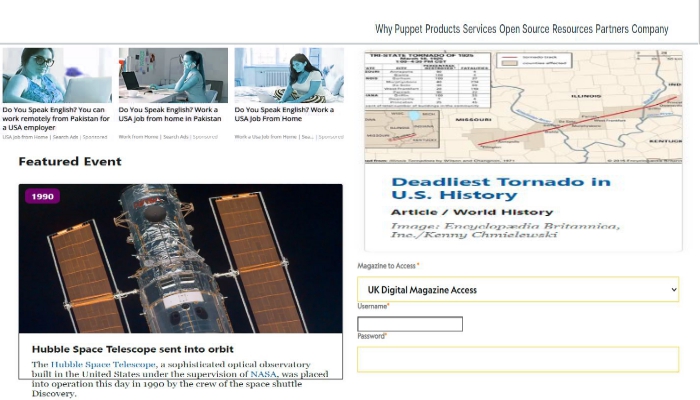 Why Puppet Products Services Open Source Resources Partners Company
Do You Speak English? You can
work remotely from Pakistan for
a USA employer
USA Job from Home | Search Ads | Sponsored
Do You Speak English? Work a
USA job from home in Pakistan
Work from Home | Search Ads | Sponsored
Do You Speak English? Work a
USA Job From Home
Work a Usa Job from Home | Sea... | Sponsored
Featured Event
1990
Hubble Space Telescope sent into orbit
The Hubble Space Telescope, a sophisticated optical observatory
built in the United States under the supervision of NASA, was placed
into operation this day in 1990 by the crew of the space shuttle
Discovery.
TRI-STATE TORNADO OF 1925
ILLINOIS
MISSOURI
KENTUCK
Deadliest Tornado in
U.S. History
Article / World History
Image: Encyclopædia Britannica,
Inc./Kenny Chmielewski
Magazine to Access*
UK Digital Magazine Access
Username*
Password*